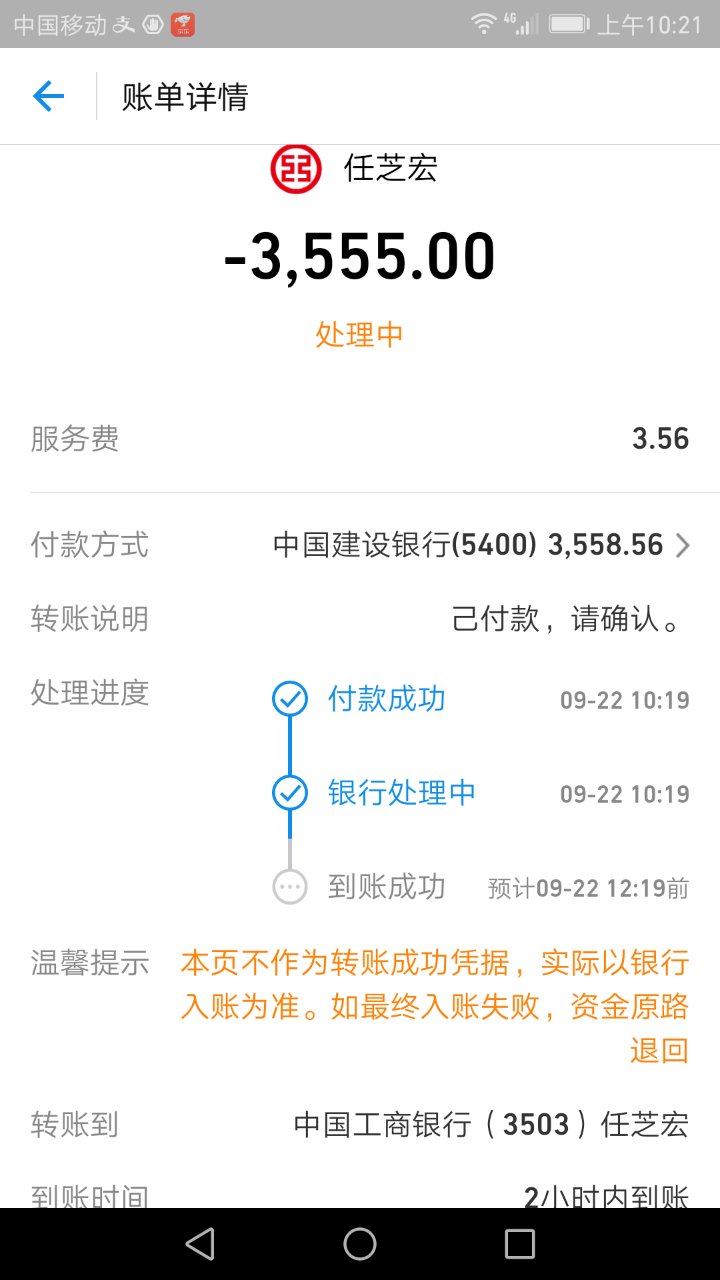 中国移动 4G 上午10:21
账单详情
任芝宏
-3,555.00
处理中
服务费 3.56
付款方式 中国建设银行(5400) 3,558.56
转账说明 己付款，请确认。
处理进度 付款成功 09-22 10:19
银行处理中 09-22 10:19
到账成功 预计09-22 12:19前
温馨提示 本页不作为转账成功凭据，实际以银行
入账为准。如最终入账失败，资金原路
退回
转账到 中国工商银行（3503）任芝宏
到账时间 2小时内到账